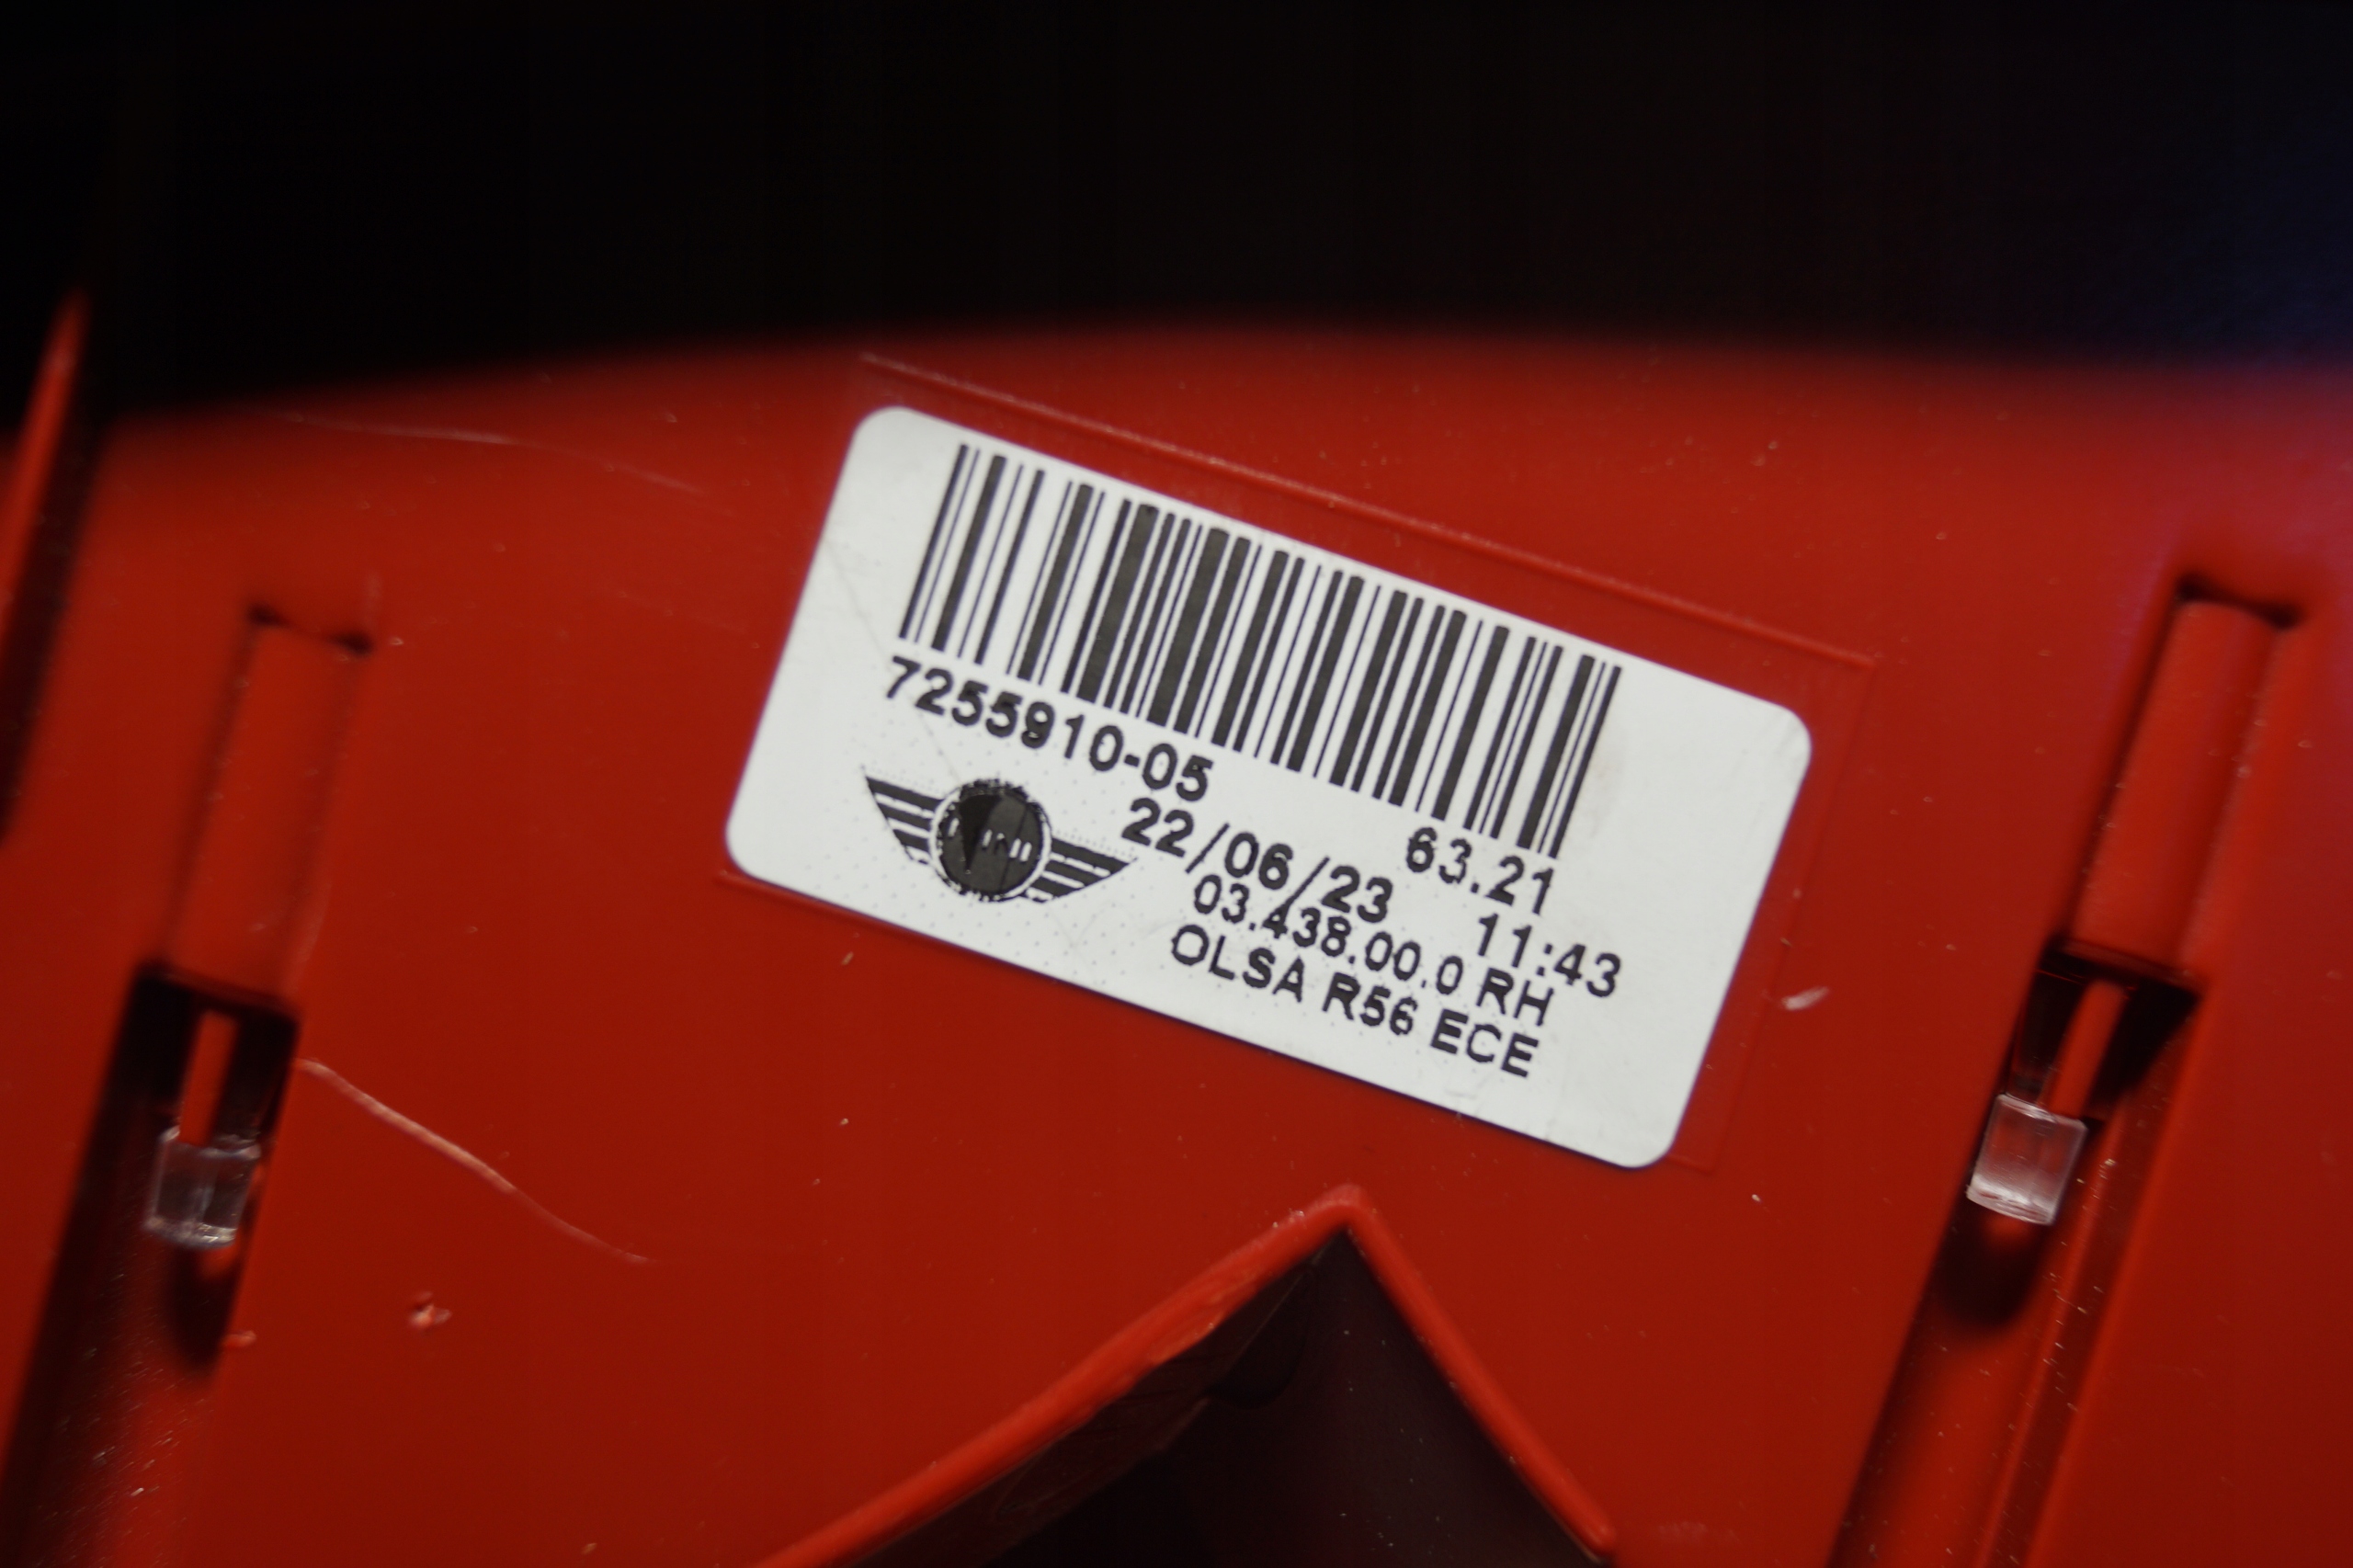 7255910-05
63.21
22/06/23 11:43
03.438.00.0 RH
OLSA R56 ECE